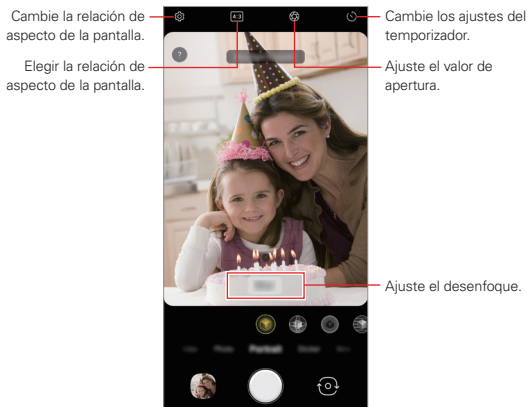 Cambie la relación de
aspecto de la pantalla.
Elegir la relación de
aspecto de la pantalla.
4:3
?
Cambie los ajustes del
temporizador.
Ajuste el valor de
apertura.
Ajuste el desenfoque.
Photo
Portrait